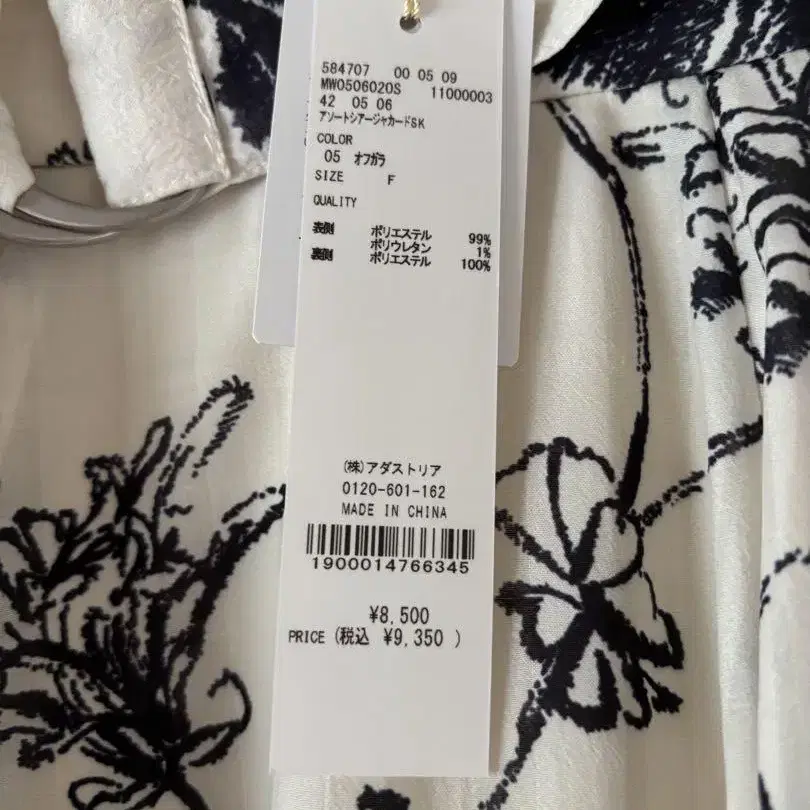 584707 00 05 09
MW0506020S 11000003
42 05 06
アソートシアージャカードSK
COLOR
05 オフガラ
SIZE F
QUALITY
表側 ポリエステル 99%
ポリウレタン 1%
裏側 ポリエステル 100%
(株)アダストリア
0120-601-162
MADE IN CHINA
1900014766345
¥8,500
PRICE (税込 ¥9,350 )